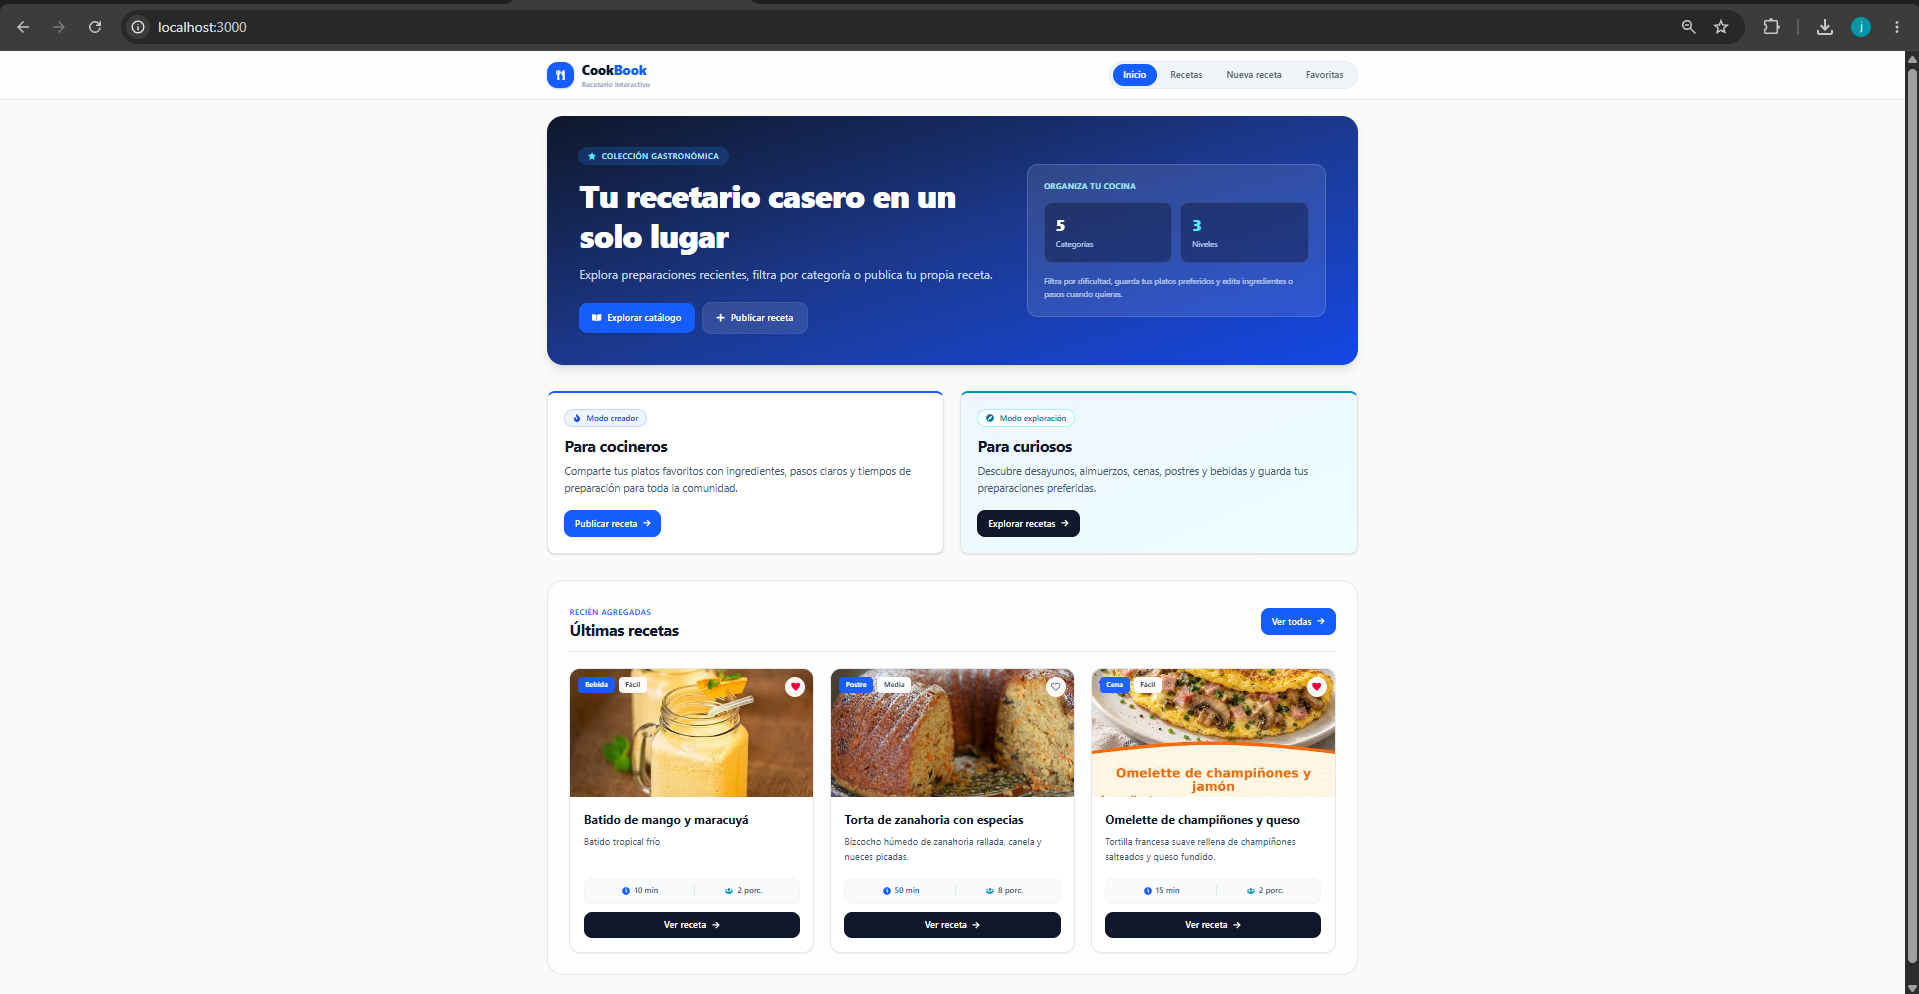 localhost:3000
j
CookBook
Recetario Interactivo
Inicio
Recetas
Nueva receta
Favoritas
COLECCIÓN GASTRONÓMICA
Tu recetario casero en un
solo lugar
Explora preparaciones recientes, filtra por categoría o publica tu propia receta.
Explorar catálogo
Publicar receta
ORGANIZA TU COCINA
5
Categorías
3
Niveles
Filtra por dificultad, guarda tus platos preferidos y edita ingredientes o
pasos cuando quieras.
Modo creador
Para cocineros
Comparte tus platos favoritos con ingredientes, pasos claros y tiempos de
preparación para toda la comunidad.
Publicar receta →
Modo exploración
Para curiosos
Descubre desayunos, almuerzos, cenas, postres y bebidas y guarda tus
preparaciones preferidas.
Explorar recetas →
RECIÉN AGREGADAS
Últimas recetas
Ver todas →
Bebida
Fácil
Batido de mango y maracuyá
Batido tropical frío
10 min
2 porc.
Ver receta →
Postre
Media
Torta de zanahoria con especias
Bizcocho húmedo de zanahoria rallada, canela y
nueces picadas.
50 min
8 porc.
Ver receta →
Cena
Fácil
Omelette de champiñones y
jamón
Omelette de champiñones y queso
Tortilla francesa suave rellena de champiñones
salteados y queso fundido.
15 min
2 porc.
Ver receta →